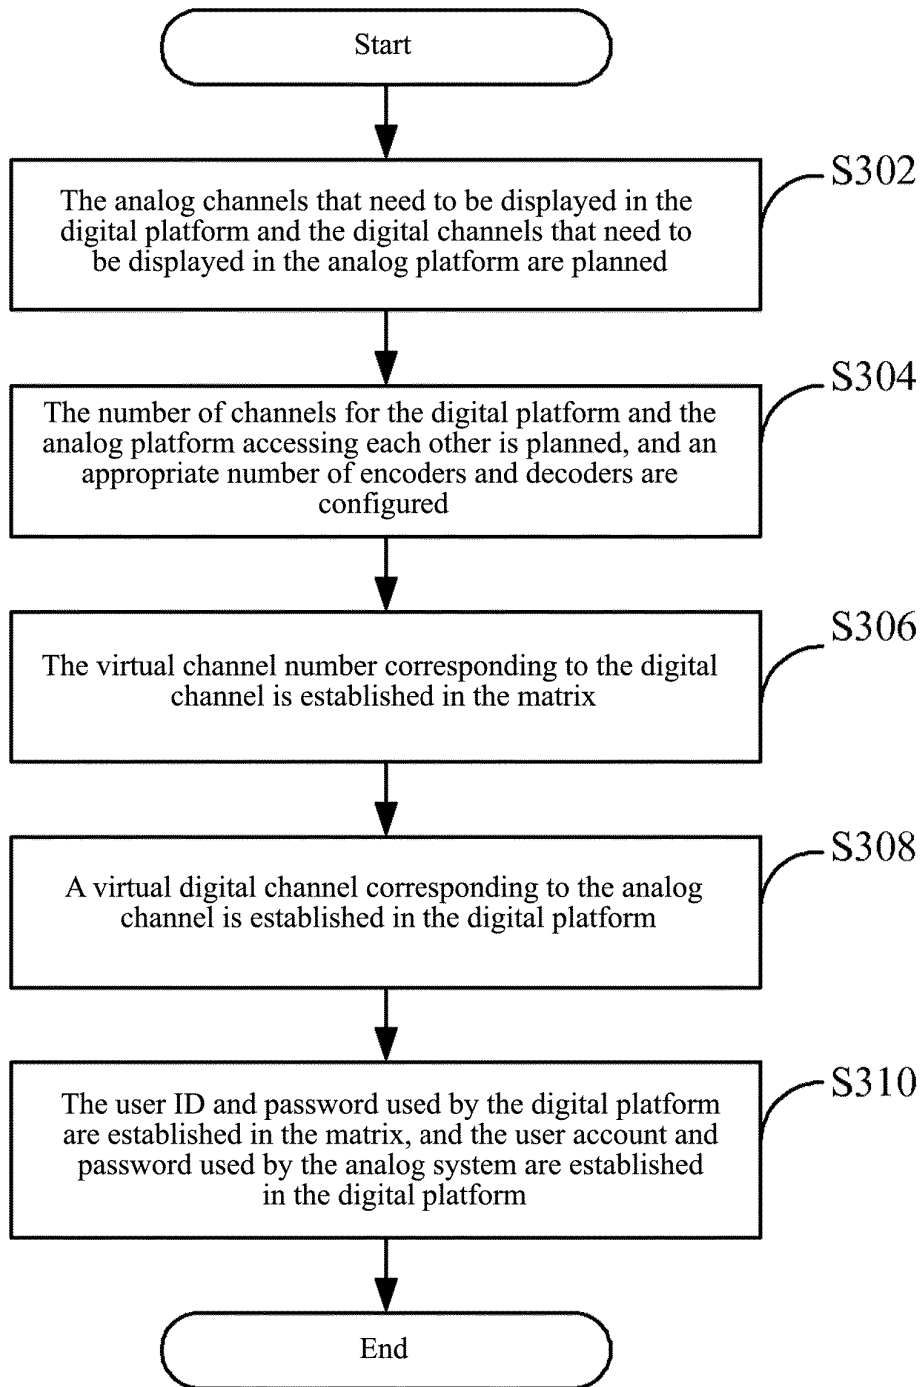 Start
S302
The analog channels that need to be displayed in the
digital platform and the digital channels that need to
be displayed in the analog platform are planned
S304
The number of channels for the digital platform and the
analog platform accessing each other is planned, and an
appropriate number of encoders and decoders are
configured
S306
The virtual channel number corresponding to the digital
channel is established in the matrix
S308
A virtual digital channel corresponding to the analog
channel is established in the digital platform
S310
The user ID and password used by the digital platform
are established in the matrix, and the user account and
password used by the analog system are established
in the digital platform
End